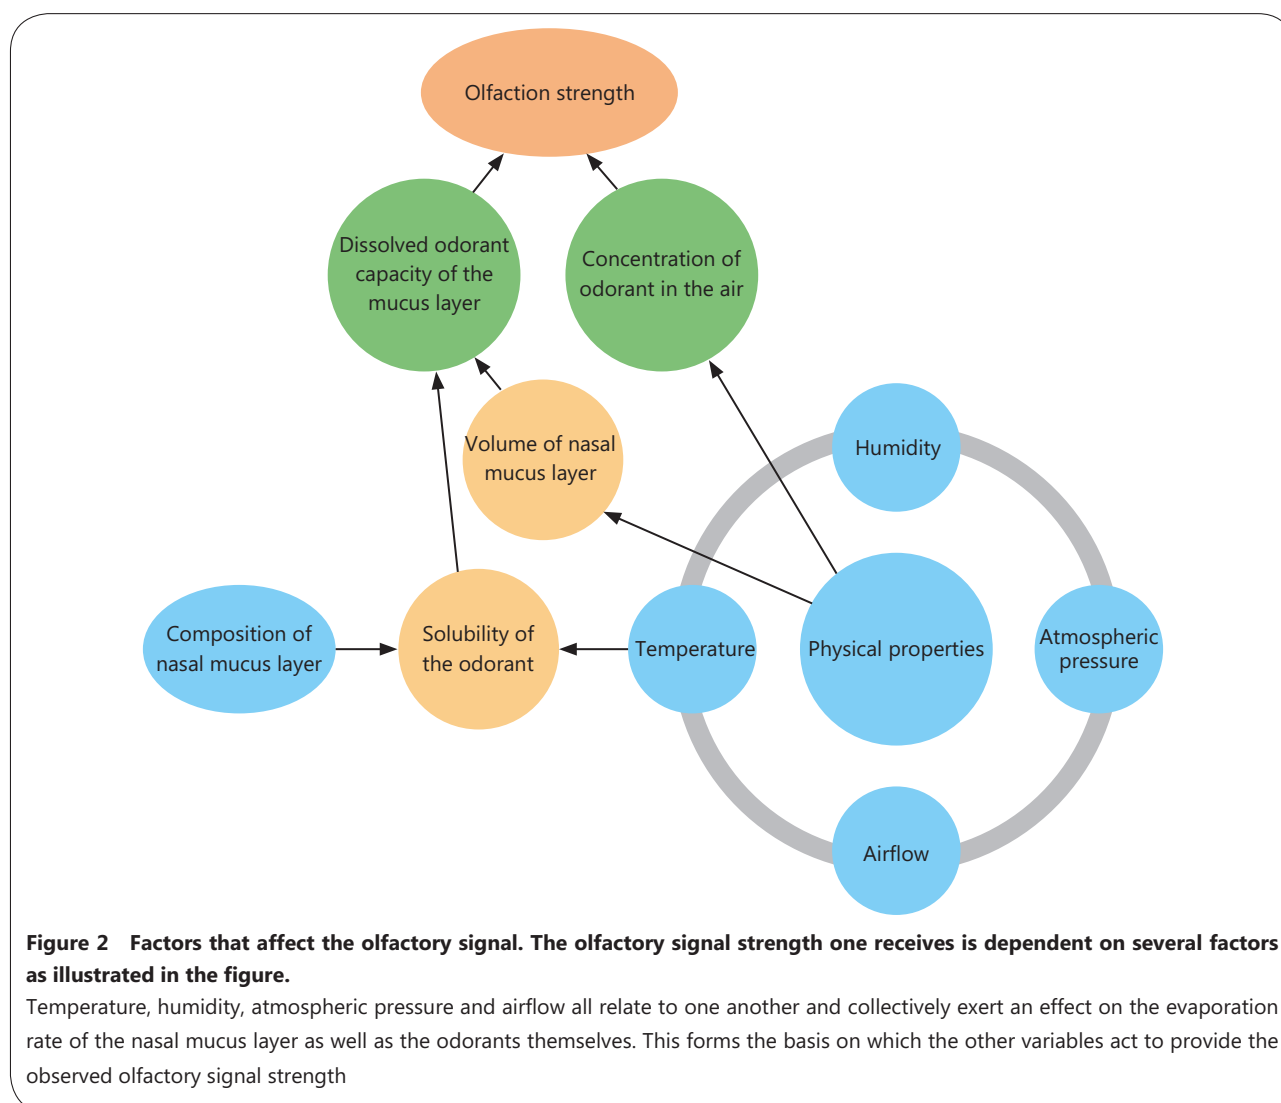 Olfaction strength
Dissolved odorant
capacity of the
mucus layer
Concentration of
odorant in the air
Volume of nasal
mucus layer
Humidity
Composition of
nasal mucus layer
Solubility of
the odorant
Temperature
Physical properties
Atmospheric
pressure
Airflow
Figure 2 Factors that affect the olfactory signal. The olfactory signal strength one receives is dependent on several factors
as illustrated in the figure.
Temperature, humidity, atmospheric pressure and airflow all relate to one another and collectively exert an effect on the evaporation
rate of the nasal mucus layer as well as the odorants themselves. This forms the basis on which the other variables act to provide the
observed olfactory signal strength